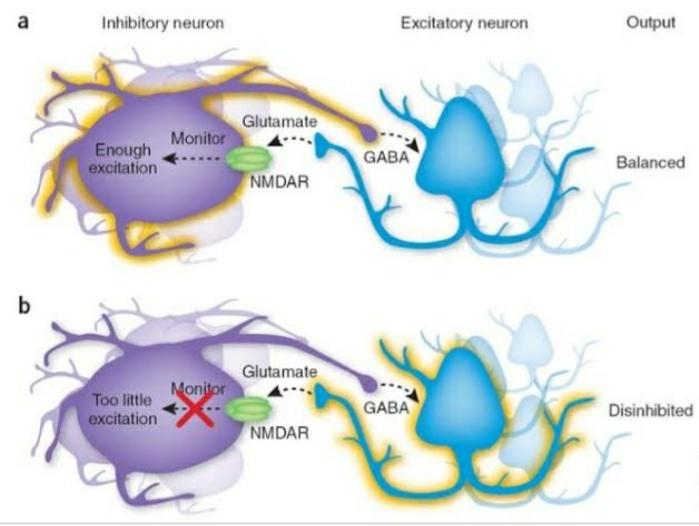 a
Inhibitory neuron
Excitatory neuron
Output
Glutamate
Monitor
Enough
excitation
GABA
Balanced
NMDAR
b
Glutamate
Monitor
Too little
excitation
GABA
Disinhibited
NMDAR